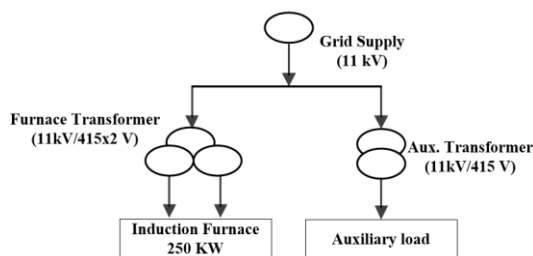 Grid Supply
(11 kV)
Furnace Transformer
(11kV/415x2 V)
Aux. Transformer
(11kV/415 V)
Induction Furnace
250 KW
Auxiliary load